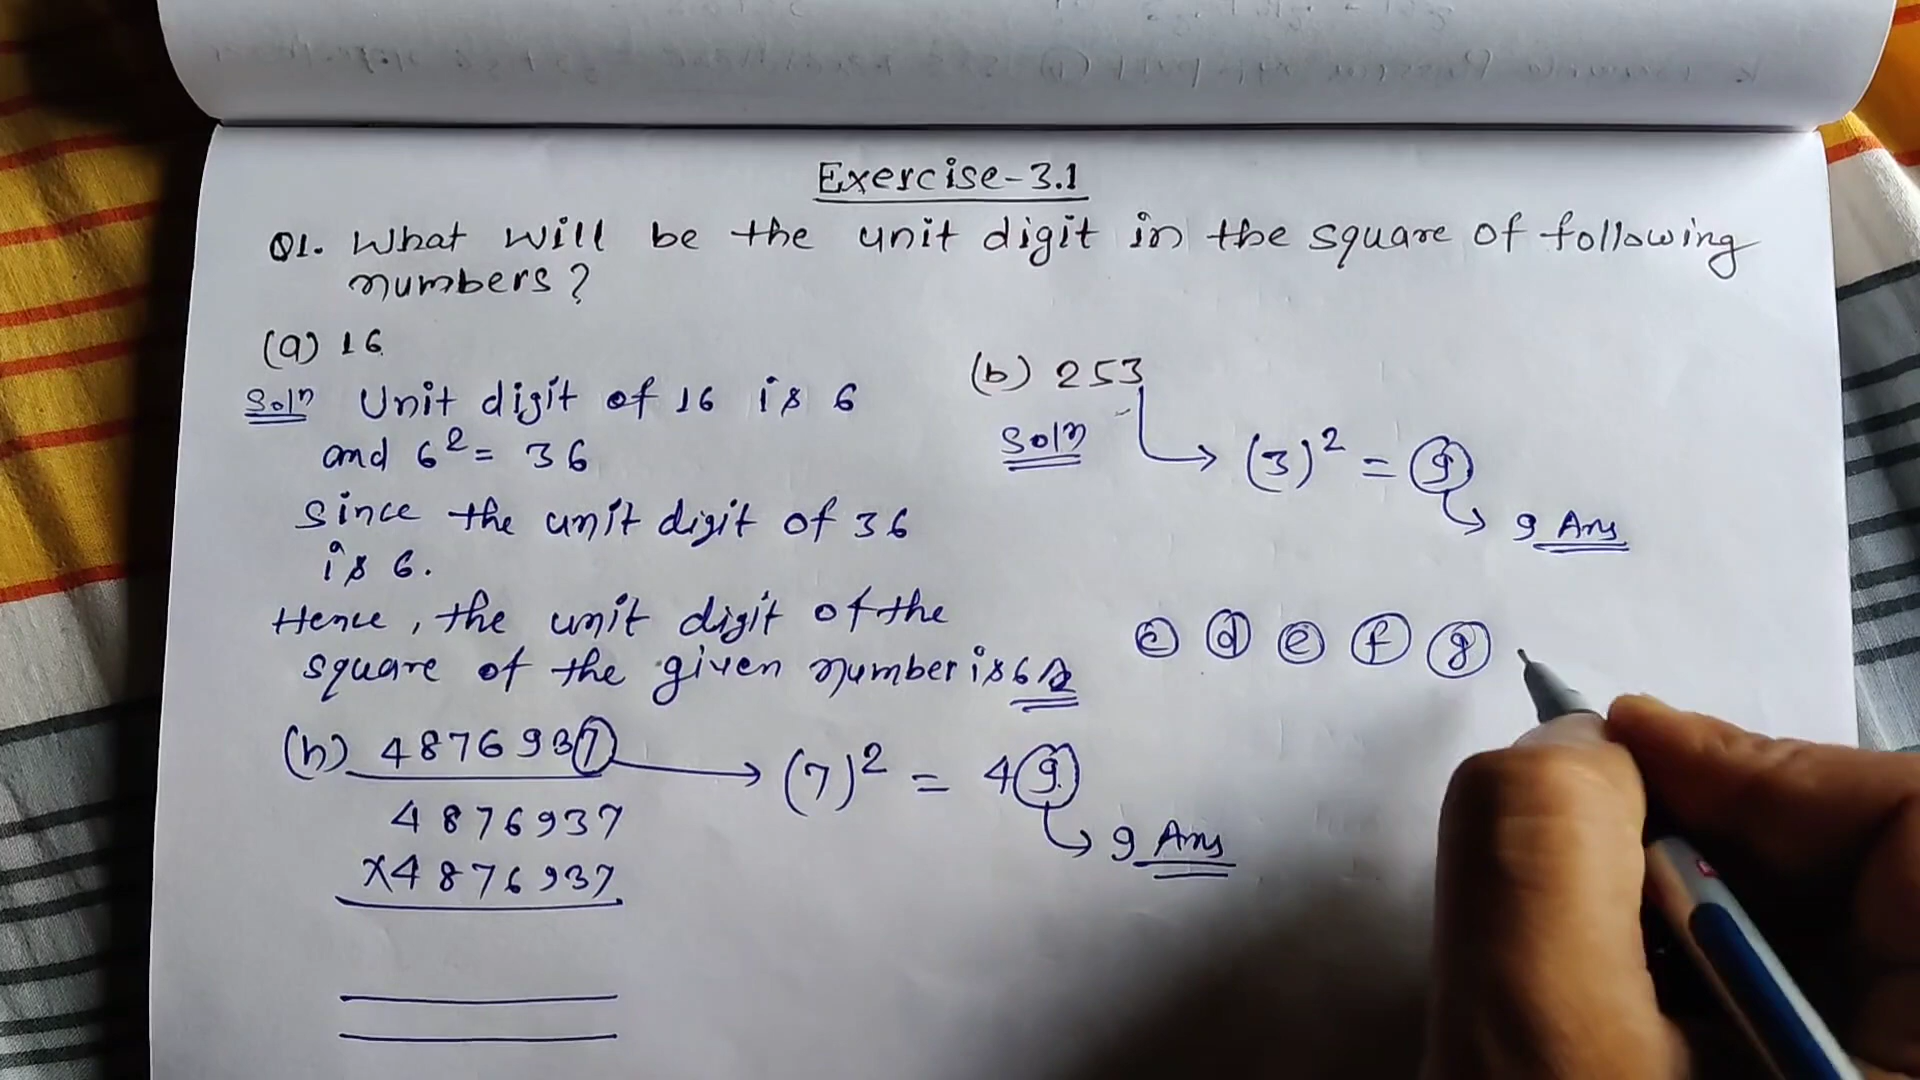 Exercise-3.1
Q1. What will be the unit digit in the square of following
numbers?
(a) 16
Soln Unit digit of 16 is 6
and 6² = 36
Since the unit digit of 36
is 6.
Hence, the unit digit of the
square of the given number is 6 A
(b) 253
Soln (3)² = 9
9 Ans
c d e f g
(h) 4876937 → (7)² = 49
9 Ans
4876937
×4876937